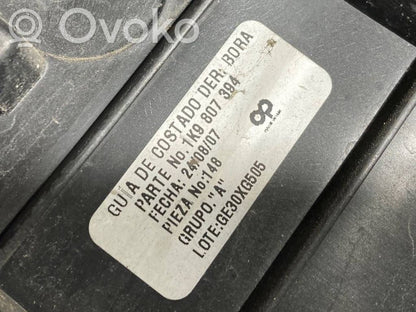 Ovoko
GUIA DE COSTADO DER. BORA
PARTE No. 1K9 807 394
FECHA: 24/08/07
PIEZA No:148
GRUPO."A"
LOTE:GE30XG505